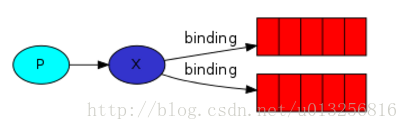 binding
P
X
binding
http://blog.csdn.net/u013256816